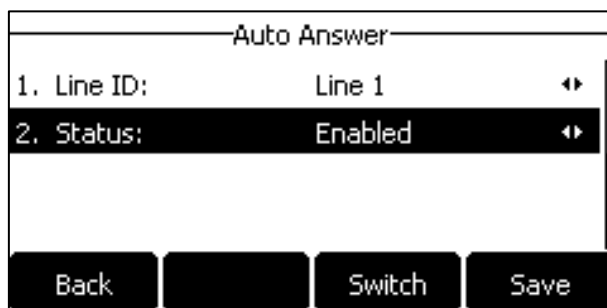 Auto Answer
1. Line ID: Line 1
2. Status: Enabled
Back Switch Save